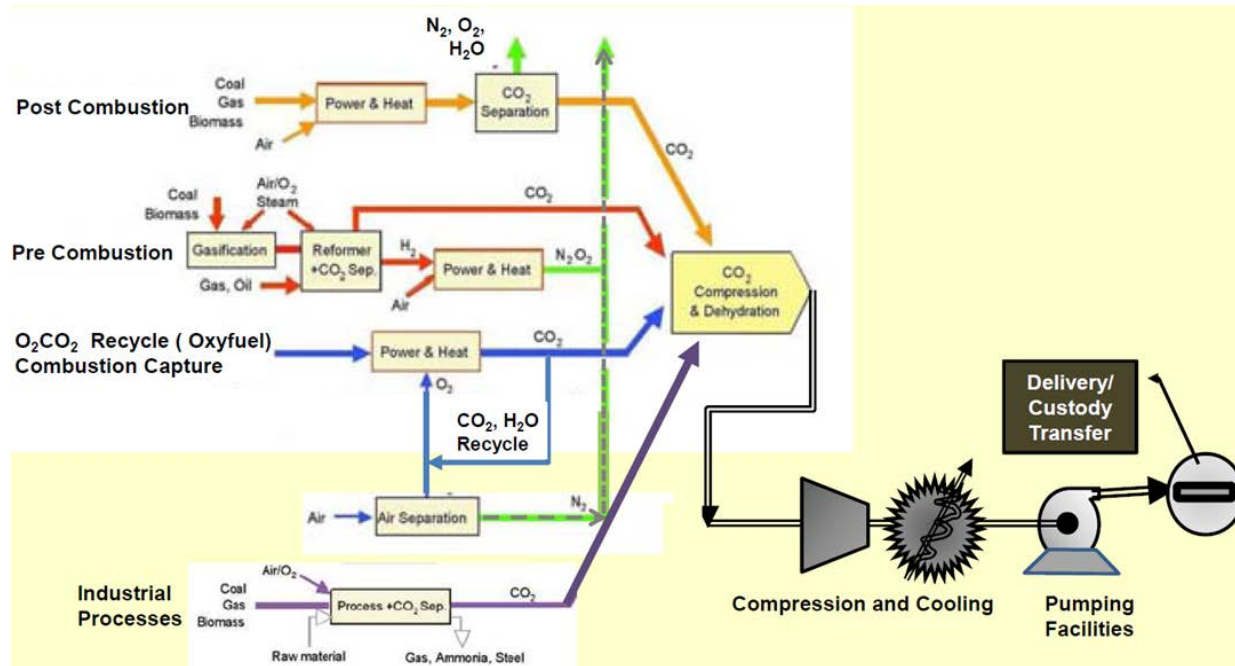 N₂, O₂,
H₂O
Post Combustion
Coal
Gas
Biomass
Air
Power & Heat
CO₂
Separation
CO₂
Pre Combustion
Coal
Biomass
Air/O₂
Steam
Gasification
Gas, Oil
Reformer
+CO₂ Sep.
CO₂
H₂
Air
Power & Heat
N₂O₂
CO₂
Compression
& Dehydration
O₂CO₂ Recycle ( Oxyfuel)
Combustion Capture
Power & Heat
CO₂
O₂
CO₂, H₂O
Recycle
Air
Air Separation
N₂
Industrial
Processes
Coal
Gas
Biomass
Air/O₂
Process +CO₂ Sep.
CO₂
Raw material
Gas, Ammonia, Steel
Delivery/
Custody
Transfer
Compression and Cooling
Pumping
Facilities